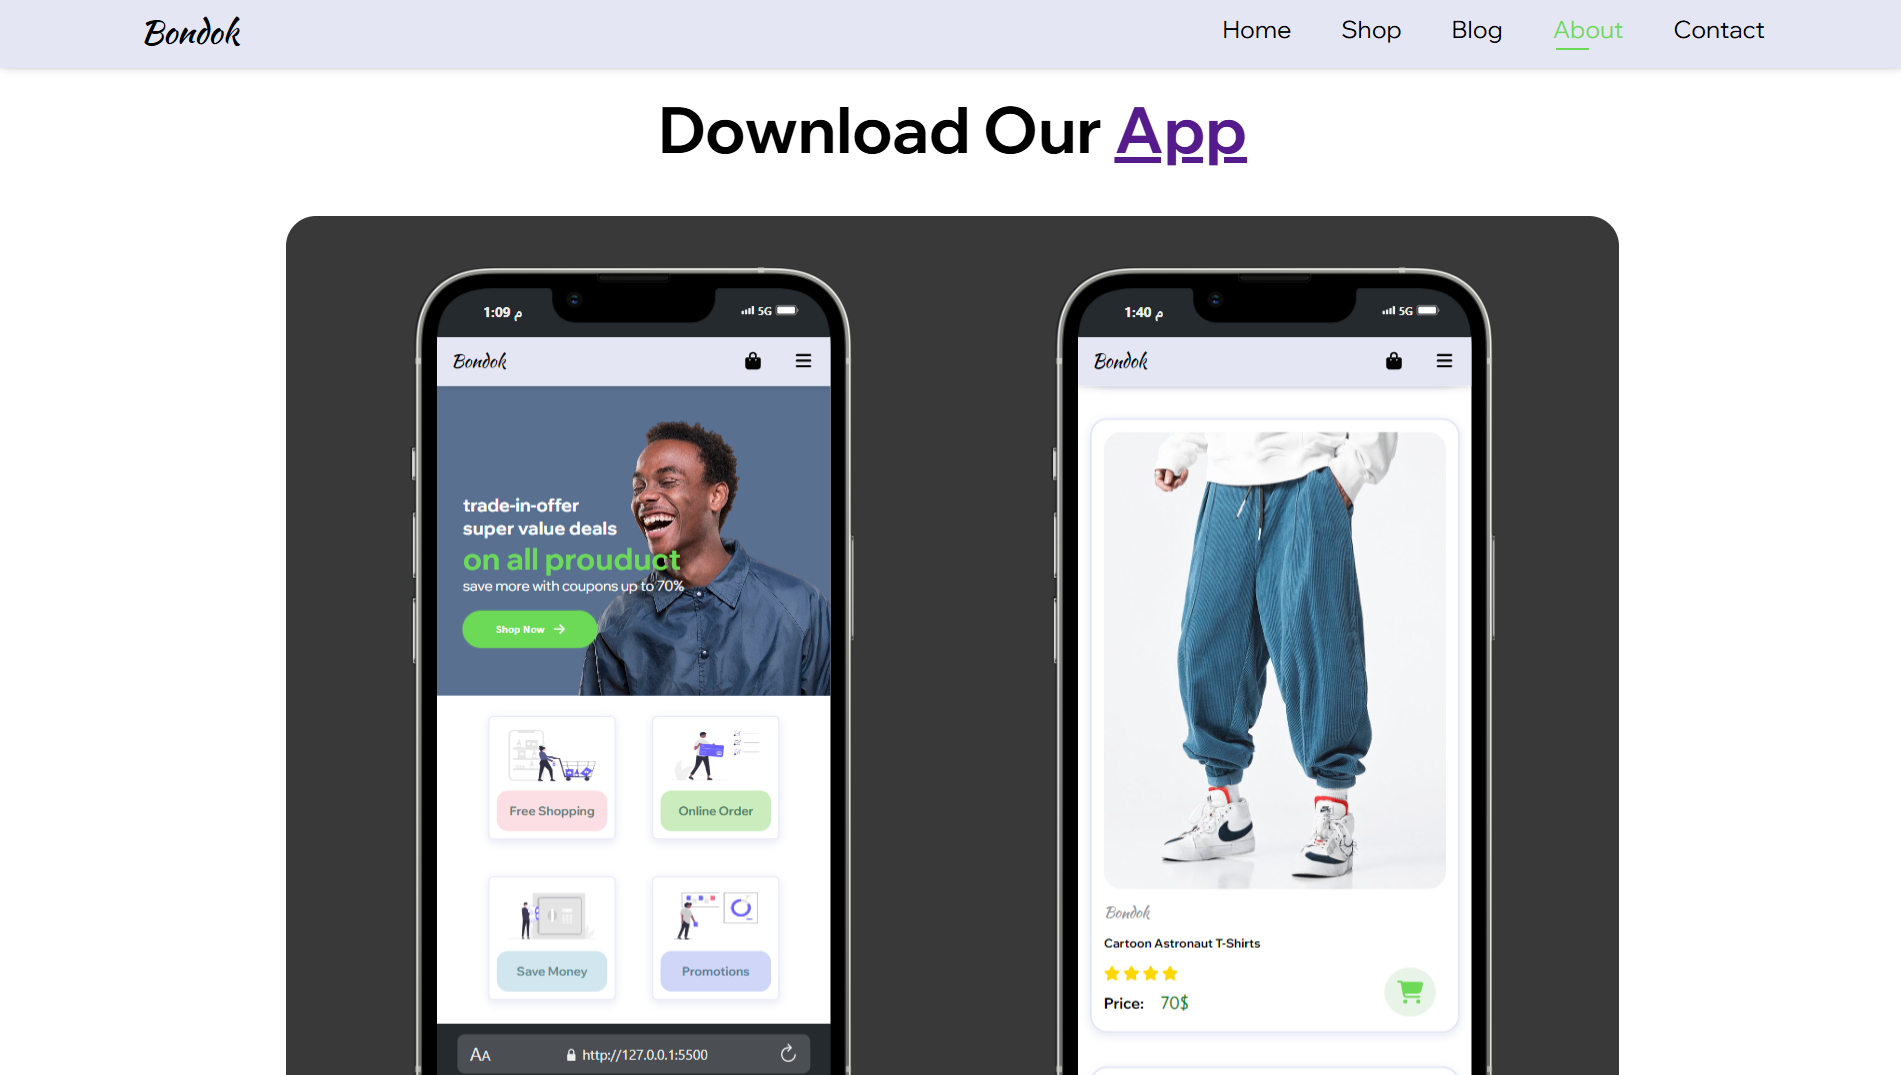 Bondok
Home Shop Blog About Contact
Download Our App
1:09 م
5G
Bondok
trade-in-offer
super value deals
on all prouduct
save more with coupons up to 70%
Shop Now
Free Shopping
Online Order
Save Money
Promotions
AA
http://127.0.0.1:5500
1:40 م
5G
Bondok
Bondok
Cartoon Astronaut T-Shirts
Price: 70$